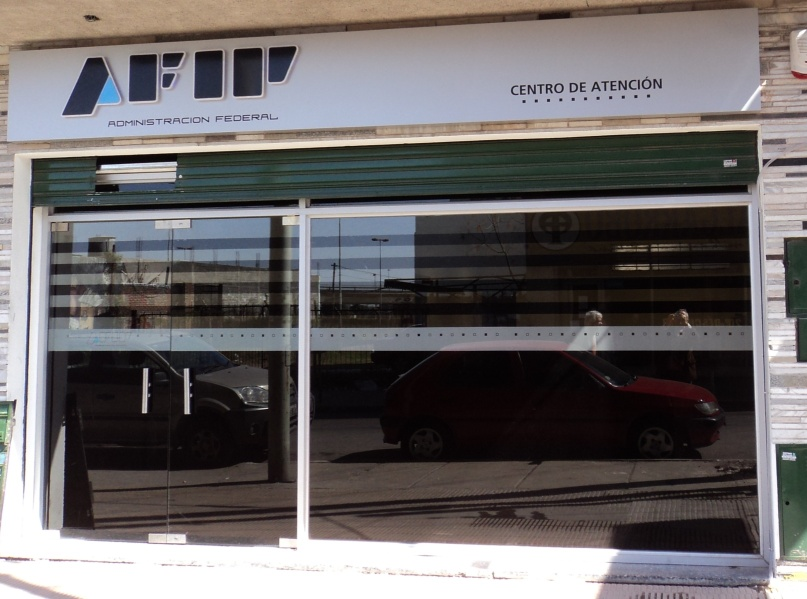 AFIP
ADMINISTRACION FEDERAL
CENTRO DE ATENCIÓN